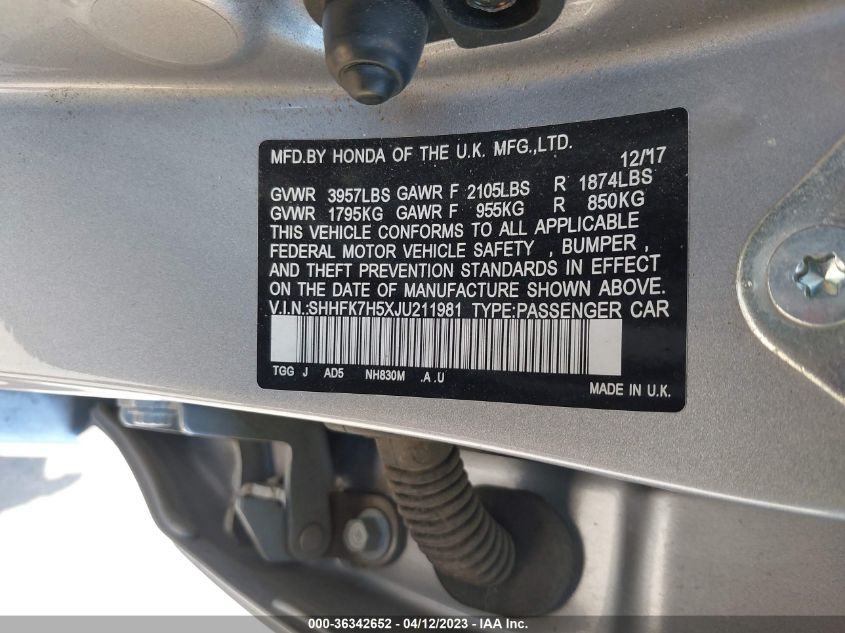 MFD.BY HONDA OF THE U.K. MFG.,LTD. 12/17
GVWR 3957LBS GAWR F 2105LBS R 1874LBS
GVWR 1795KG GAWR F 955KG R 850KG
THIS VEHICLE CONFORMS TO ALL APPLICABLE
FEDERAL MOTOR VEHICLE SAFETY , BUMPER ,
AND THEFT PREVENTION STANDARDS IN EFFECT
ON THE DATE OF MANUFACTURE SHOWN ABOVE.
V.I.N.:SHHFK7H5XJU211981 TYPE:PASSENGER CAR
TGG J AD5 NH830M .A .U
MADE IN U.K.
000-36342652 - 04/12/2023 - IAA Inc.